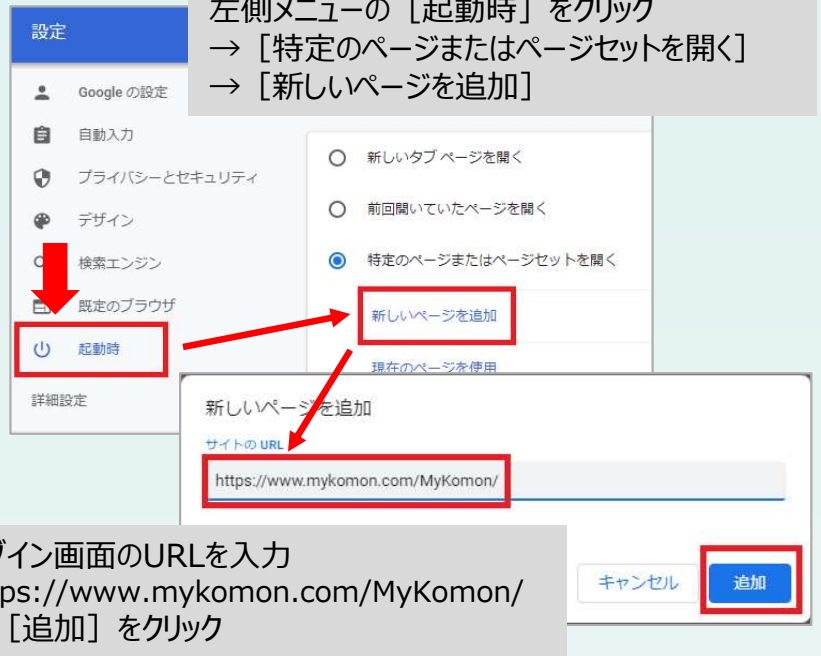 左側メニューの［起動時］をクリック
→［特定のページまたはページセットを開く］
→［新しいページを追加］
設定
Google の設定
自動入力
プライバシーとセキュリティ
デザイン
検索エンジン
既定のブラウザ
起動時
詳細設定
新しいタブ ページを開く
前回開いていたページを開く
特定のページまたはページセットを開く
新しいページを追加
現在のページを使用
新しいページを追加
サイトの URL
https://www.mykomon.com/MyKomon/
キャンセル
追加
グイン画面のURLを入力
ps://www.mykomon.com/MyKomon/
［追加］をクリック